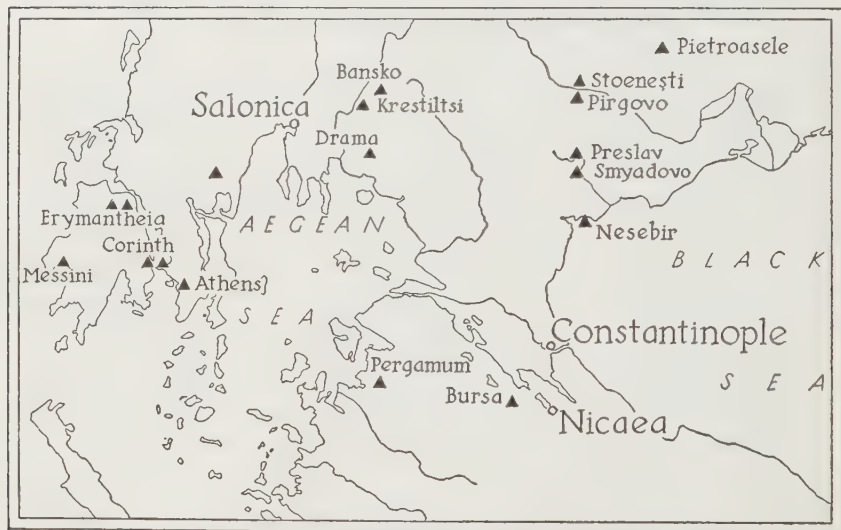 Pietroasele
Bansko
Stoeneşti
Krestiltsi
Pirgovo
Salonica
Drama
Preslav
Smyadovo
Erymantheia
AEGEAN
Nesebir
Corinth
BLACK
Messini
Athens
SEA
Constantinople
Pergamum
SEA
Bursa
Nicaea